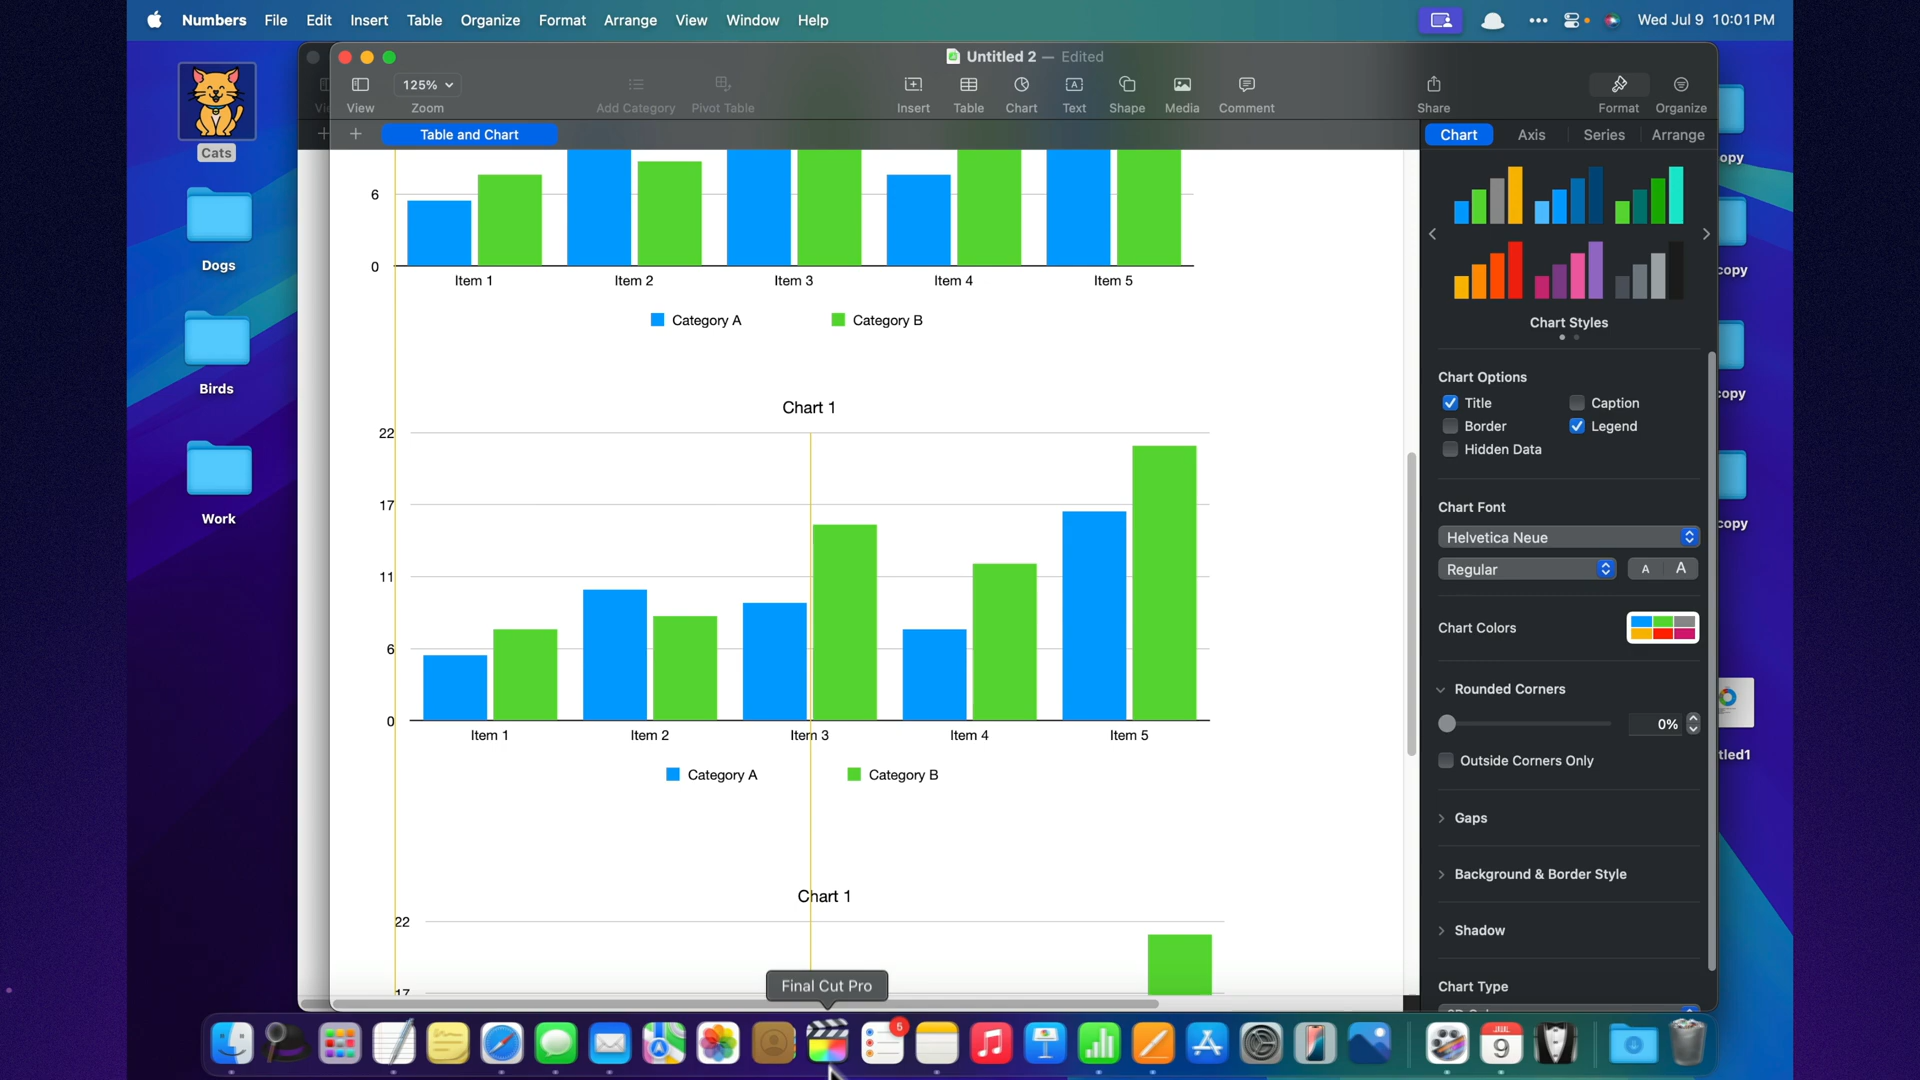 Numbers File Edit Insert Table Organize Format Arrange View Window Help
Wed Jul 9 10:01 PM
Untitled 2 — Edited
125%
View Zoom Add Category Pivot Table Insert Table Chart Text Shape Media Comment Share Format Organize
Table and Chart
Chart Axis Series Arrange
Cats
Dogs
Birds
Work
opy
copy
copy
copy
tled1
6
0
Item 1 Item 2 Item 3 Item 4 Item 5
Category A Category B
Chart 1
22
17
11
6
0
Item 1 Item 2 Item 3 Item 4 Item 5
Category A Category B
Chart 1
22
17
Chart Styles
Chart Options
Title Caption
Border Legend
Hidden Data
Chart Font
Helvetica Neue
Regular A A
Chart Colors
Rounded Corners
0%
Outside Corners Only
Gaps
Background & Border Style
Shadow
Chart Type
Final Cut Pro
5
JUL
9